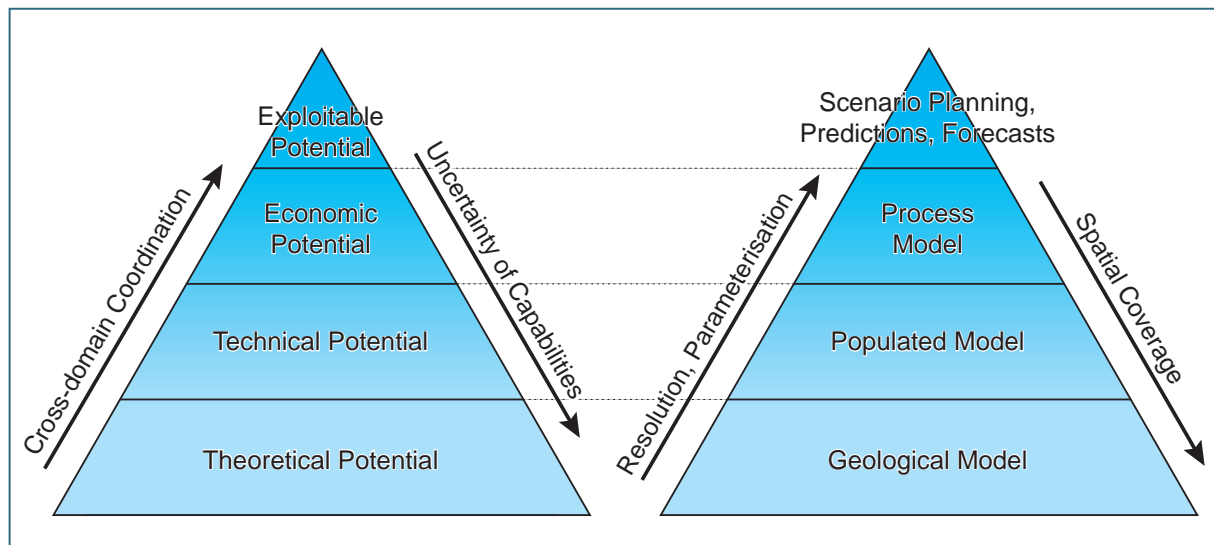 Exploitable
Potential
Economic
Potential
Technical Potential
Theoretical Potential
Cross-domain Coordination
Uncertainty of Capabilities
Scenario Planning,
Predictions, Forecasts
Process
Model
Populated Model
Geological Model
Resolution, Parameterisation
Spatial Coverage